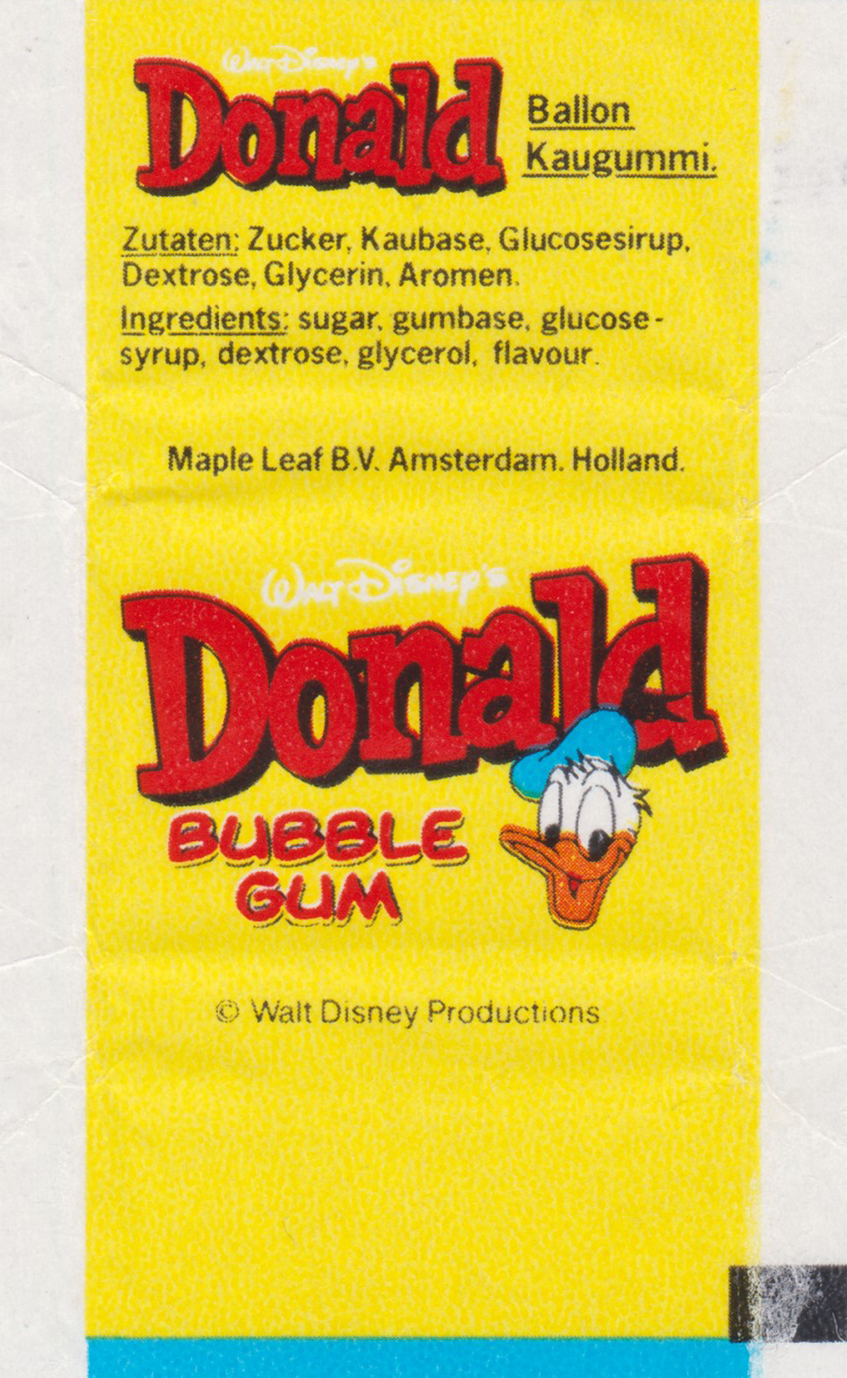 Walt Disney's
Donald
Ballon
Kaugummi.
Zutaten: Zucker, Kaubase, Glucosesirup,
Dextrose, Glycerin, Aromen.
Ingredients: sugar, gumbase, glucose-
syrup, dextrose, glycerol, flavour.
Maple Leaf B.V. Amsterdam. Holland.
Walt Disney's
Donald
BUBBLE
GUM
© Walt Disney Productions